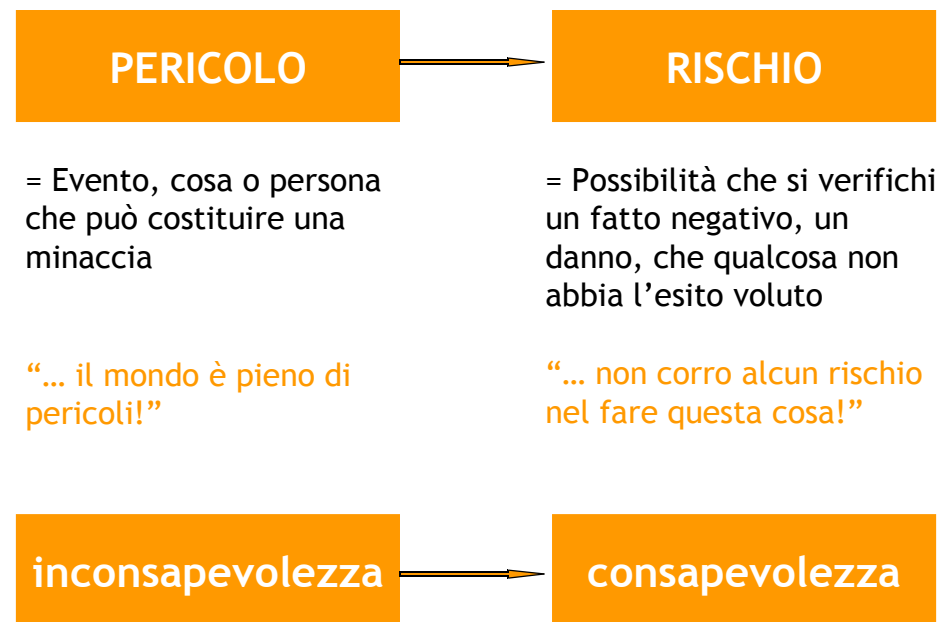 PERICOLO
RISCHIO
= Evento, cosa o persona
che può costituire una
minaccia
= Possibilità che si verifichi
un fatto negativo, un
danno, che qualcosa non
abbia l’esito voluto
“… il mondo è pieno di
pericoli!”
“… non corro alcun rischio
nel fare questa cosa!”
inconsapevolezza
consapevolezza